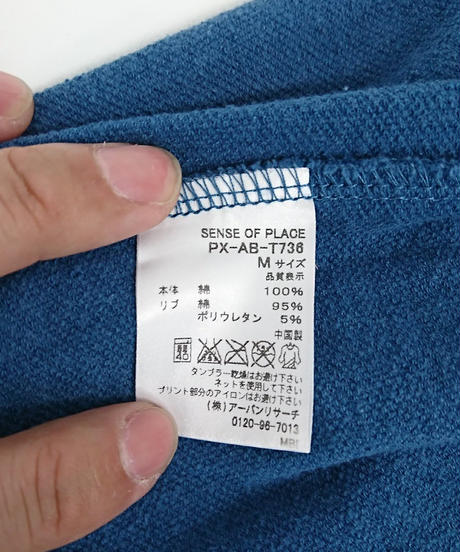 SENSE OF PLACE
PX-AB-T736
M サイズ
品質表示
本体 綿 100%
リブ 綿 95%
ポリウレタン 5%
中国製
40
タンブラー乾燥はお避け下さい
ネットを使用して下さい
プリント部分のアイロンはお避け下さい
(株)アーバンリサーチ
0120-96-7013